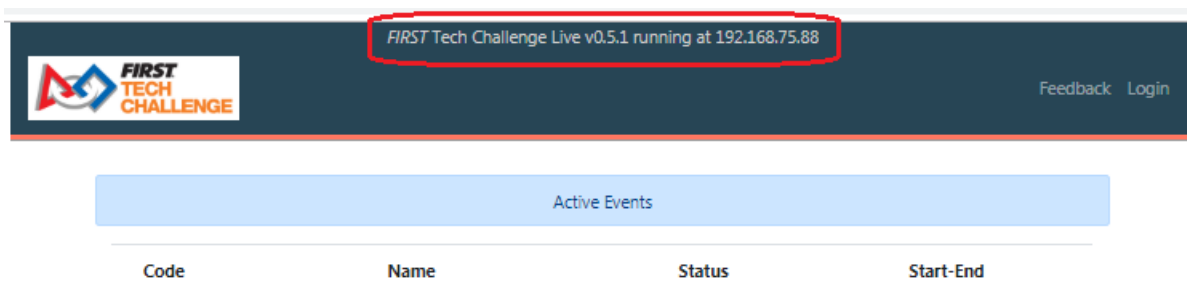 FIRST Tech Challenge Live v0.5.1 running at 192.168.75.88
FIRST
TECH
CHALLENGE
Feedback Login
Active Events
Code Name Status Start-End